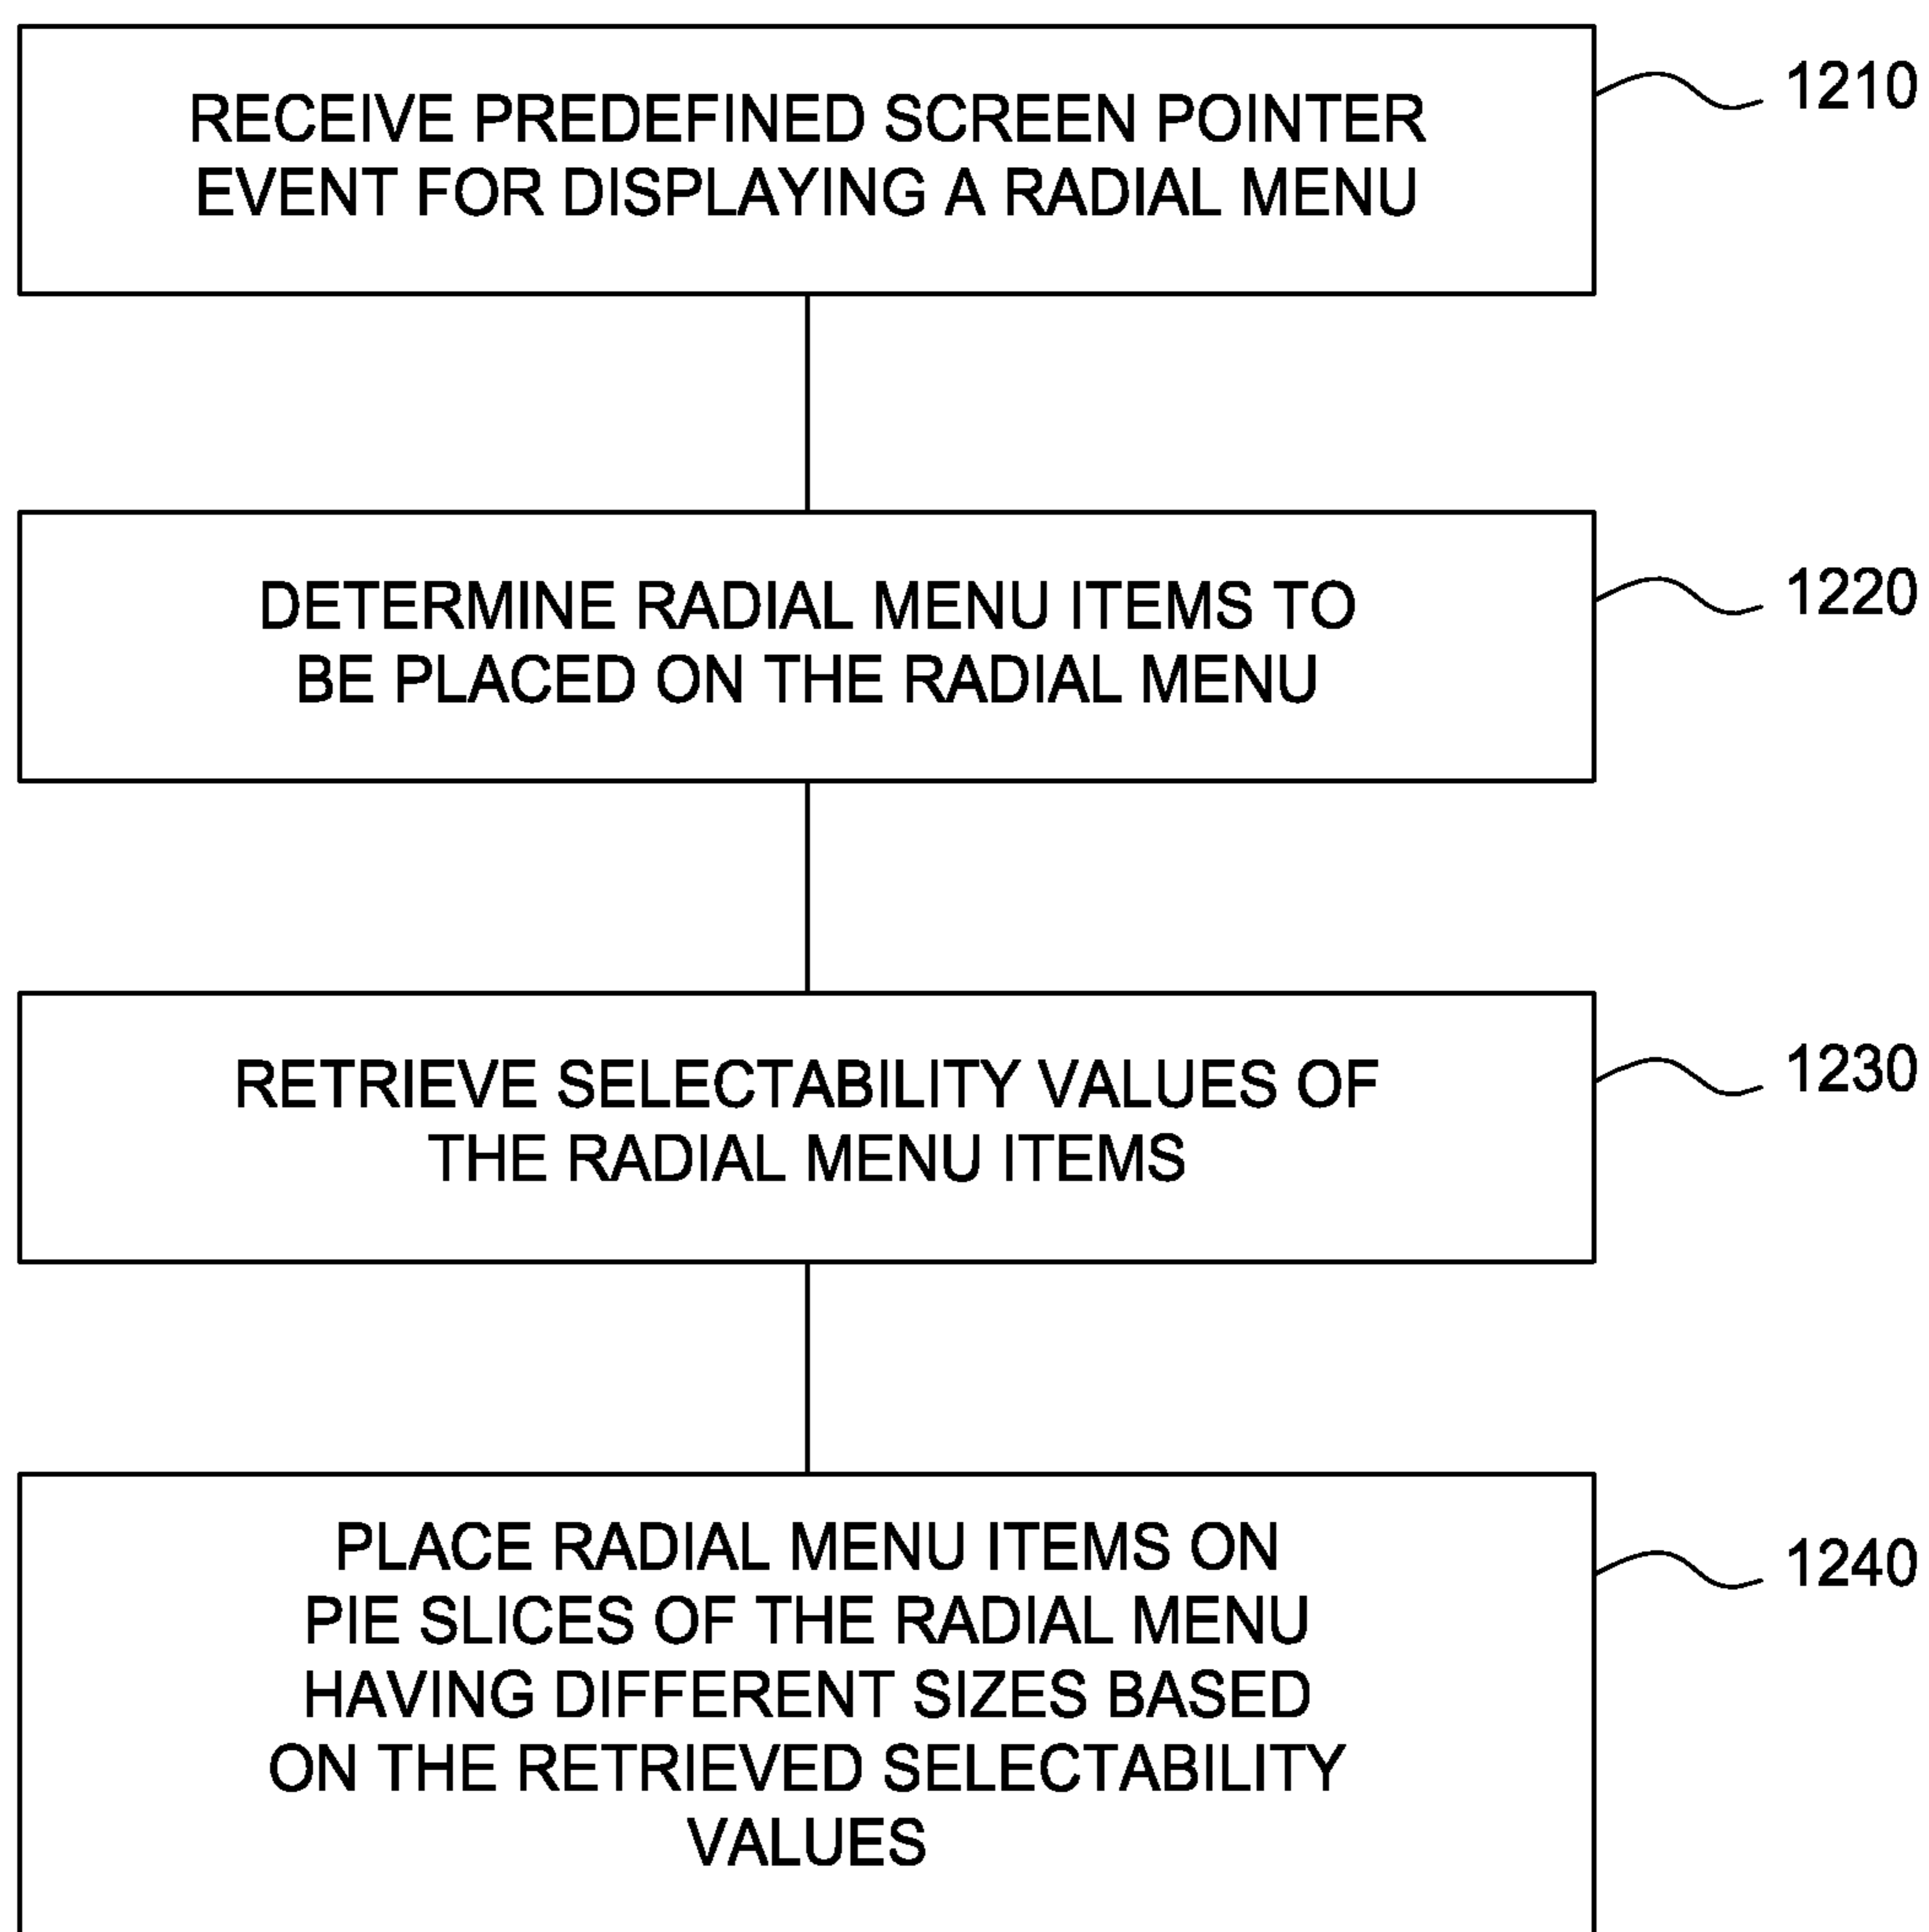 RECEIVE PREDEFINED SCREEN POINTER
EVENT FOR DISPLAYING A RADIAL MENU
1210
DETERMINE RADIAL MENU ITEMS TO
BE PLACED ON THE RADIAL MENU
1220
RETRIEVE SELECTABILITY VALUES OF
THE RADIAL MENU ITEMS
1230
PLACE RADIAL MENU ITEMS ON
PIE SLICES OF THE RADIAL MENU
HAVING DIFFERENT SIZES BASED
ON THE RETRIEVED SELECTABILITY
VALUES
1240